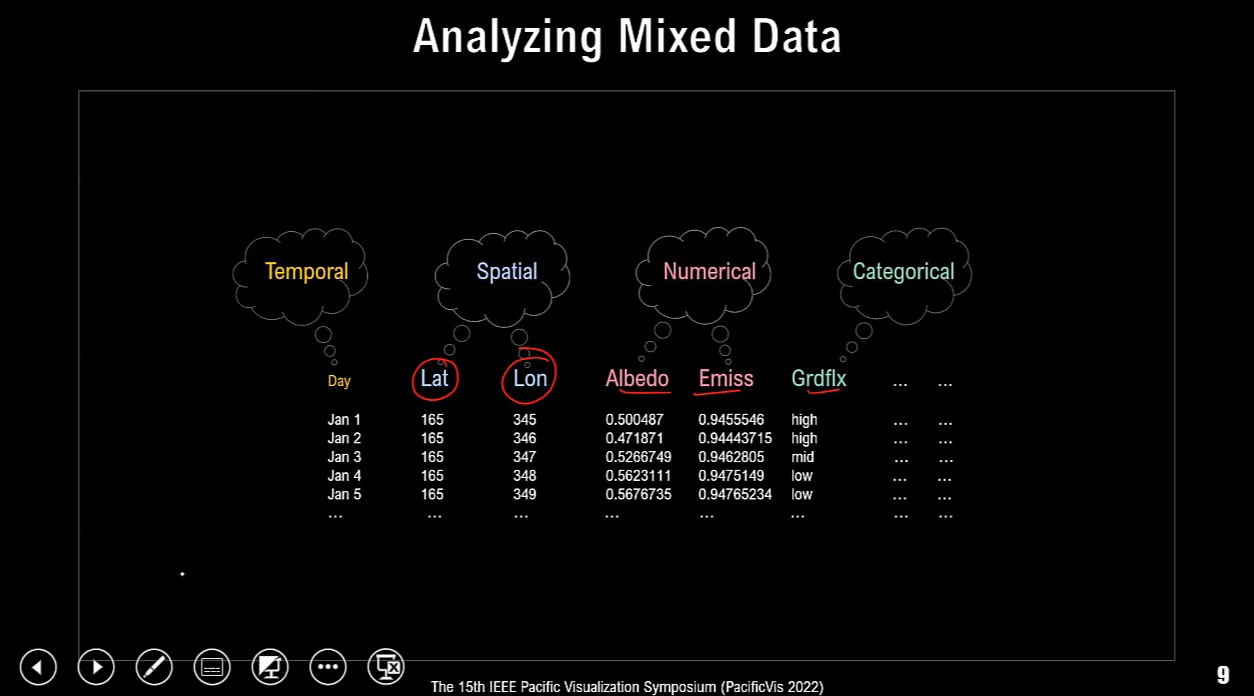 Analyzing Mixed Data
Temporal Spatial Numerical Categorical
Day Lat Lon Albedo Emiss Grdflx ... ...
Jan 1 165 345 0.500487 0.9455546 high ... ...
Jan 2 165 346 0.471871 0.94443715 high ... ...
Jan 3 165 347 0.5266749 0.9462805 mid ... ...
Jan 4 165 348 0.5623111 0.9475149 low ... ...
Jan 5 165 349 0.5676735 0.94765234 low ... ...
... ... ... ... ... ... ... ...
The 15th IEEE Pacific Visualization Symposium (PacificVis 2022)
9